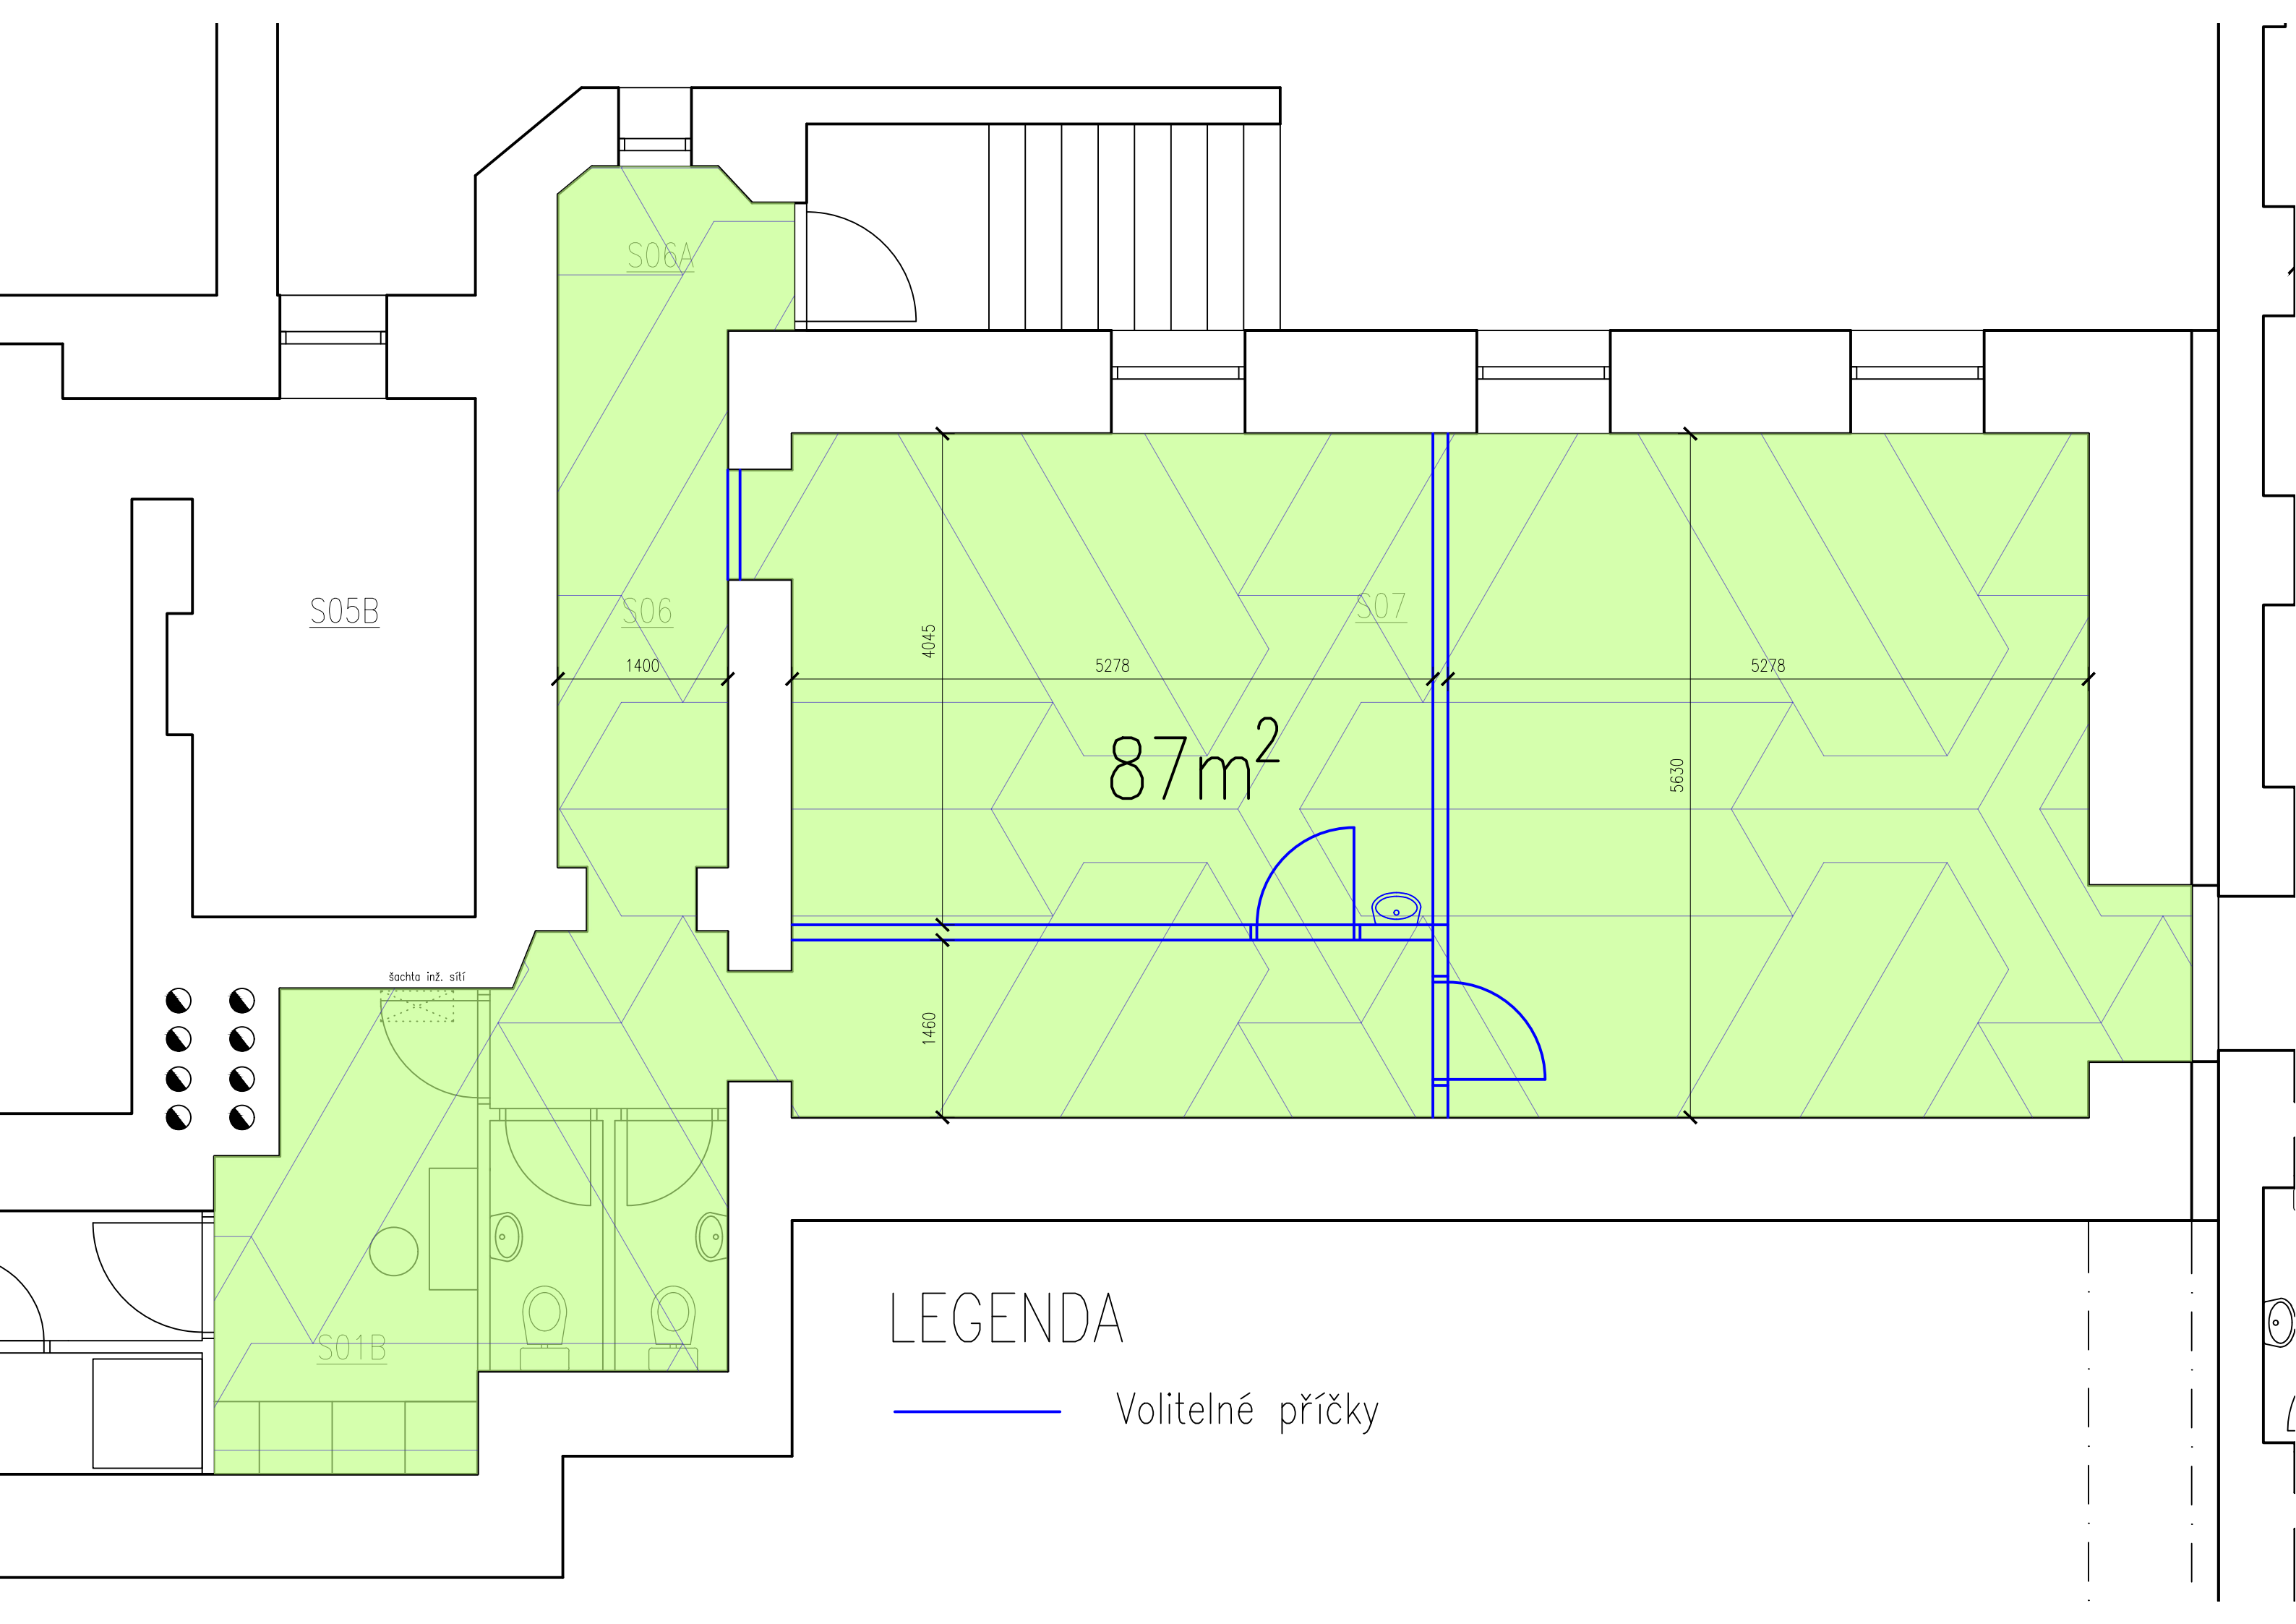 S06A
S05B
S06
S07
1400
4045
5278
5278
87m²
5630
šachta inž. sítí
1460
S01B
LEGENDA
Volitelné příčky